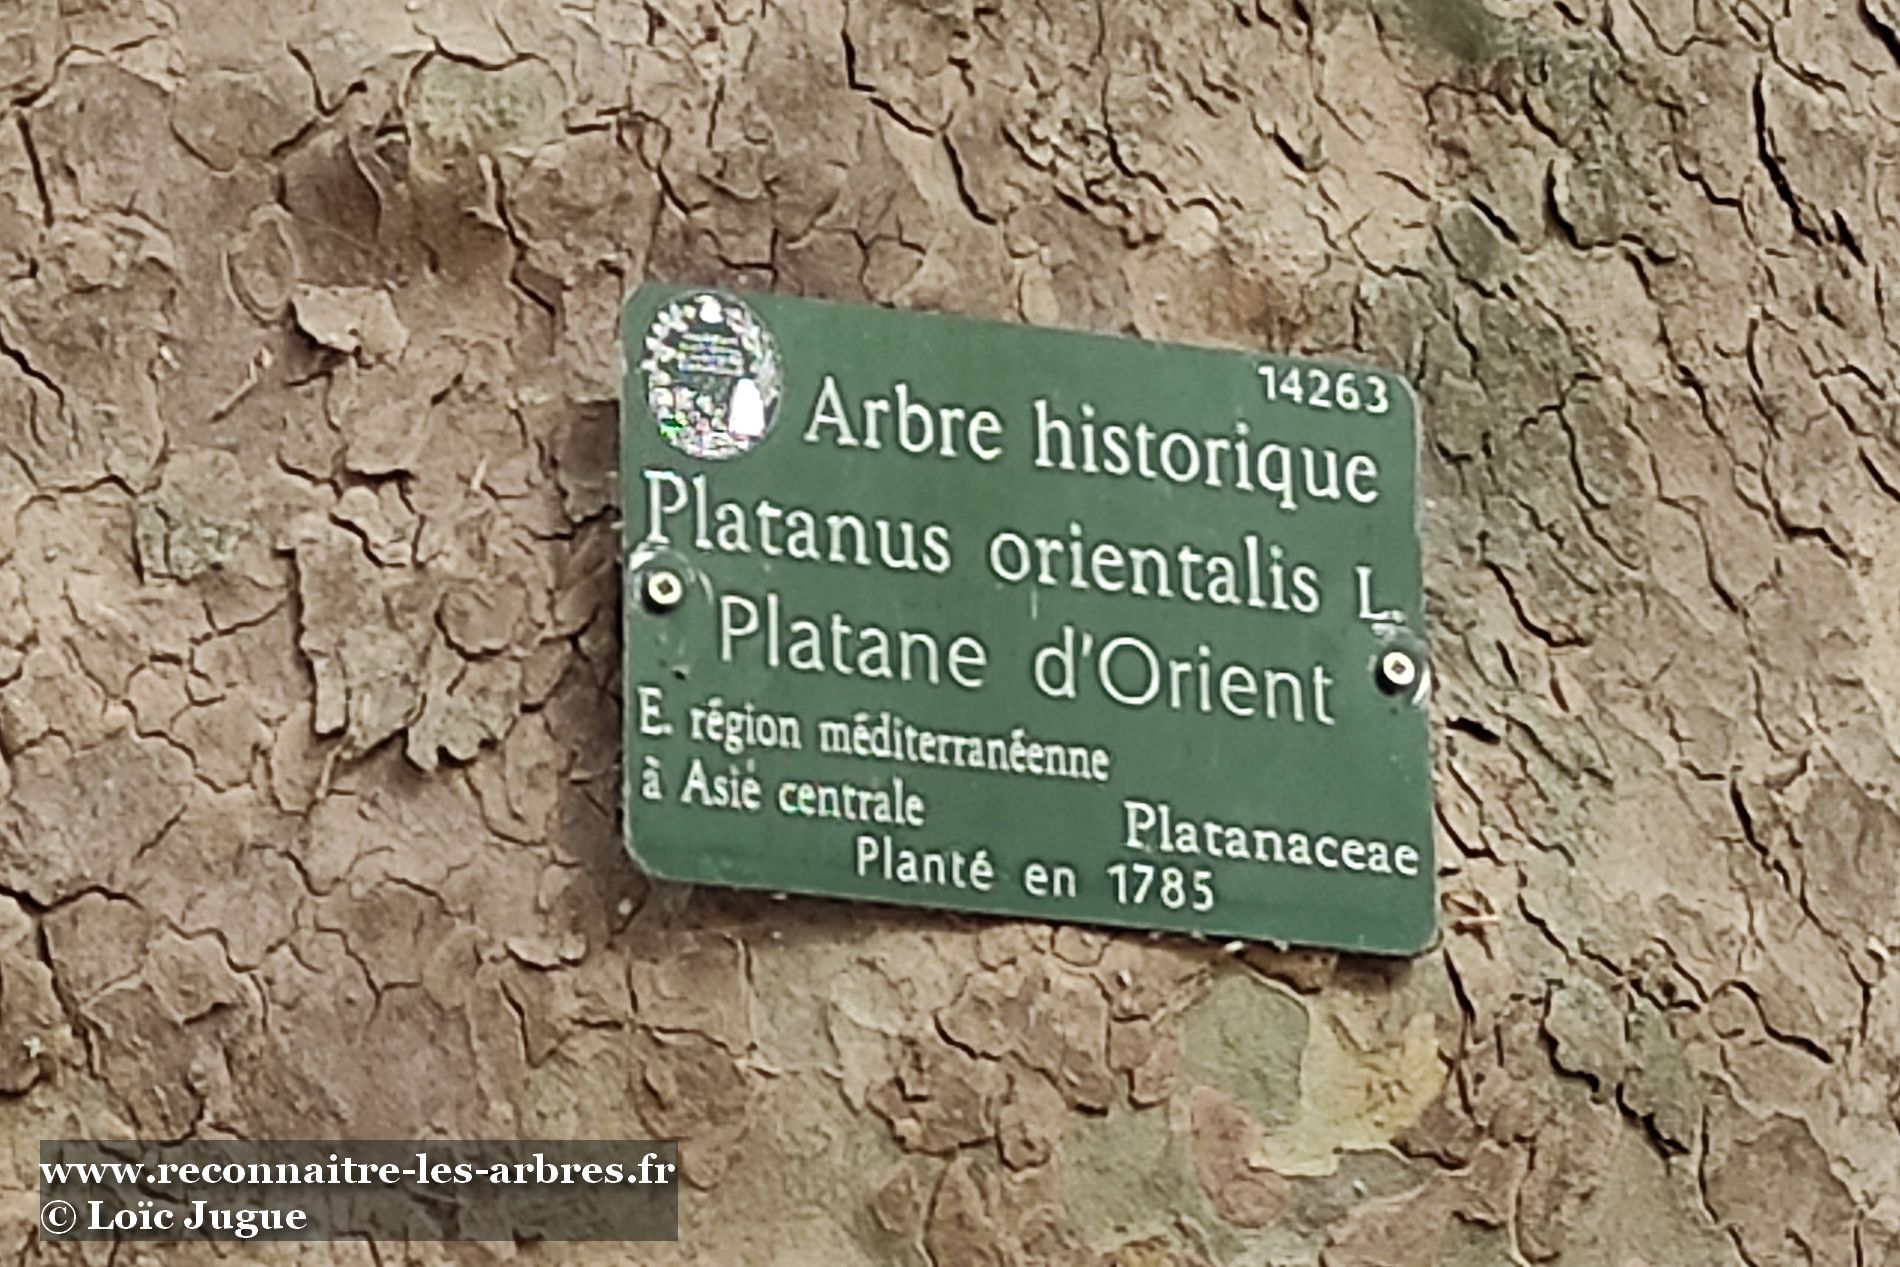 14263
Arbre historique
Platanus orientalis L.
Platane d'Orient
E. région méditerranéenne
à Asie centrale
Platanaceae
Planté en 1785
www.reconnaitre-les-arbres.fr
© Loïc Jugue